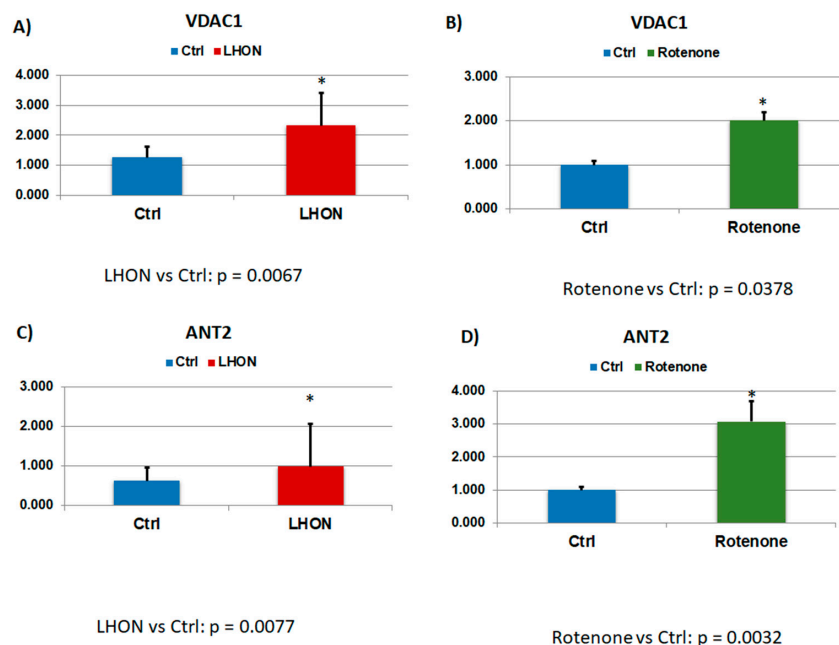 A)
VDAC1
Ctrl LHON
4.000
3.000
2.000
1.000
0.000
*
Ctrl LHON
LHON vs Ctrl: p = 0.0067
B)
VDAC1
Ctrl Rotenone
3.000
2.000
1.000
0.000
*
Ctrl Rotenone
Rotenone vs Ctrl: p = 0.0378
C)
ANT2
Ctrl LHON
3.000
2.000
1.000
0.000
*
Ctrl LHON
LHON vs Ctrl: p = 0.0077
D)
ANT2
Ctrl Rotenone
4.000
3.000
2.000
1.000
0.000
*
Ctrl Rotenone
Rotenone vs Ctrl: p = 0.0032